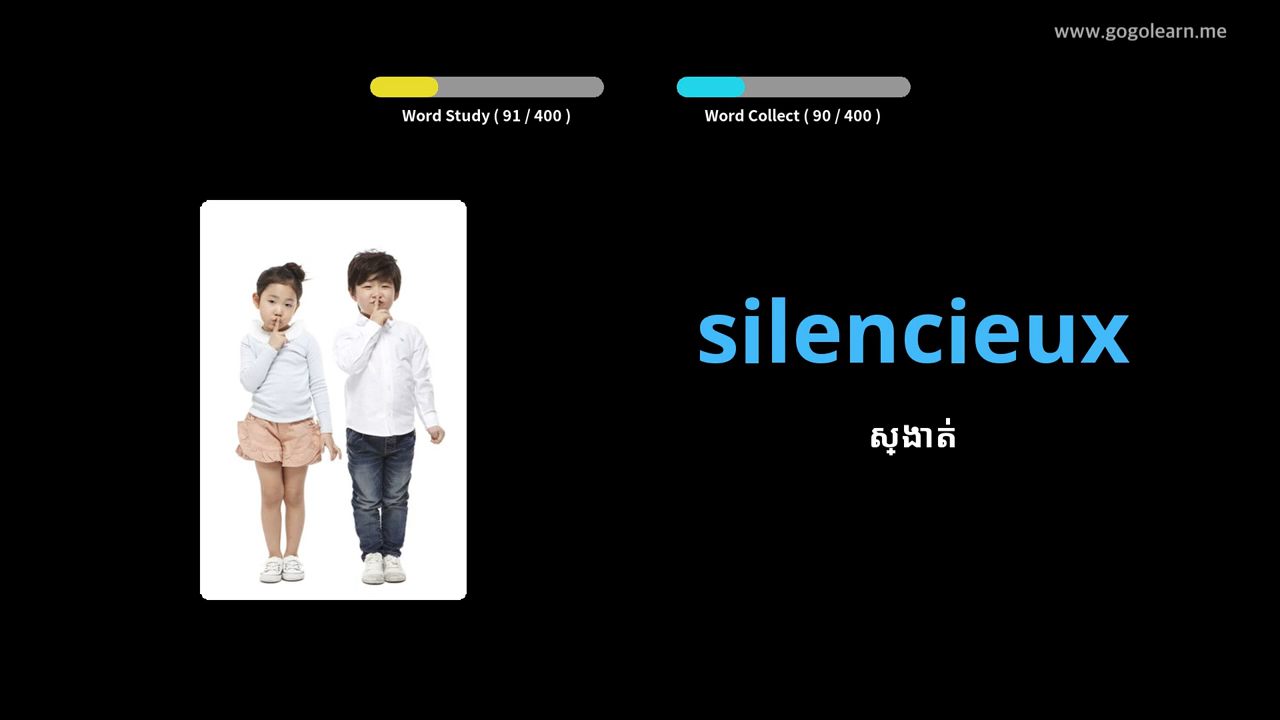 www.gogolearn.me
Word Study ( 91 / 400 )
Word Collect ( 90 / 400 )
silencieux
ស្ងាត់